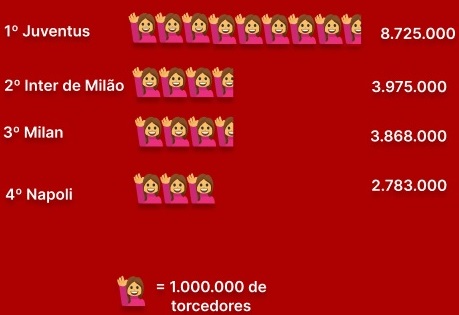 1º Juventus 8.725.000
2º Inter de Milão 3.975.000
3º Milan 3.868.000
4º Napoli 2.783.000
= 1.000.000 de
torcedores